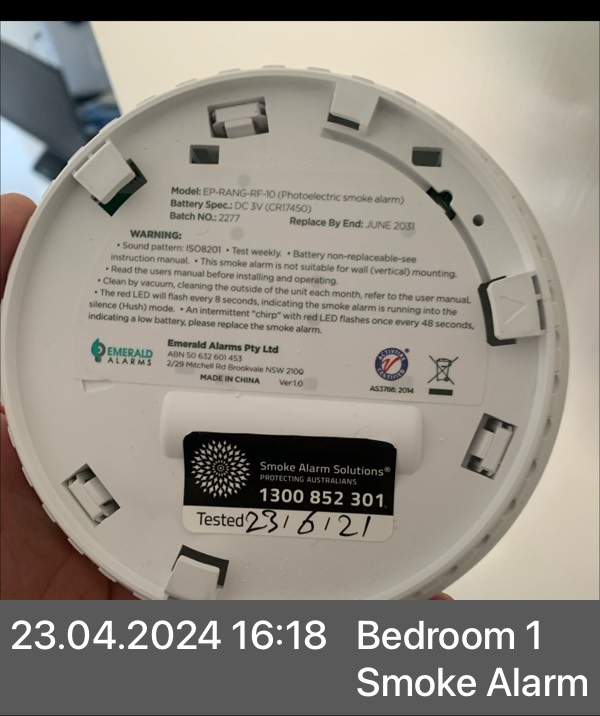 Model: EP-RANG-RF-10 (Photoelectric smoke alarm)
Battery Spec.: DC 3V (CR17450)
Batch NO.: 2277 Replace By End: JUNE 2031
WARNING:
• Sound pattern: ISO8201 • Test weekly. • Battery non-replaceable-see
instruction manual. • This smoke alarm is not suitable for wall (vertical) mounting.
• Read the users manual before installing and operating.
• Clean by vacuum, cleaning the outside of the unit each month, refer to the user manual.
• The red LED will flash every 8 seconds, indicating the smoke alarm is running into the
silence (Hush) mode. • An intermittent "chirp" with red LED flashes once every 48 seconds,
indicating a low battery, please replace the smoke alarm.
EMERALD
ALARMS
Emerald Alarms Pty Ltd
ABN 50 632 601 453
2/29 Mitchell Rd Brookvale NSW 2100
MADE IN CHINA Ver:1.0
AS3786: 2014
Smoke Alarm Solutions®
PROTECTING AUSTRALIANS
1300 852 301
Tested 23/6/21
23.04.2024 16:18 Bedroom 1
Smoke Alarm